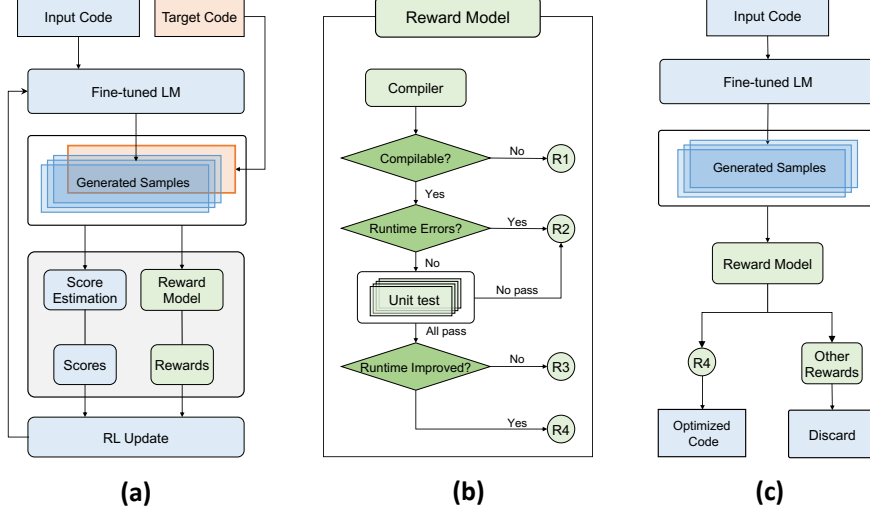 Input Code
Target Code
Fine-tuned LM
Generated Samples
Score
Estimation
Reward
Model
Scores
Rewards
RL Update
(a)
Reward Model
Compiler
Compilable?
No
R1
Yes
Runtime Errors?
Yes
R2
No
Unit test
No pass
All pass
Runtime Improved?
No
R3
Yes
R4
(b)
Input Code
Fine-tuned LM
Generated Samples
Reward Model
R4
Other
Rewards
Optimized
Code
Discard
(c)